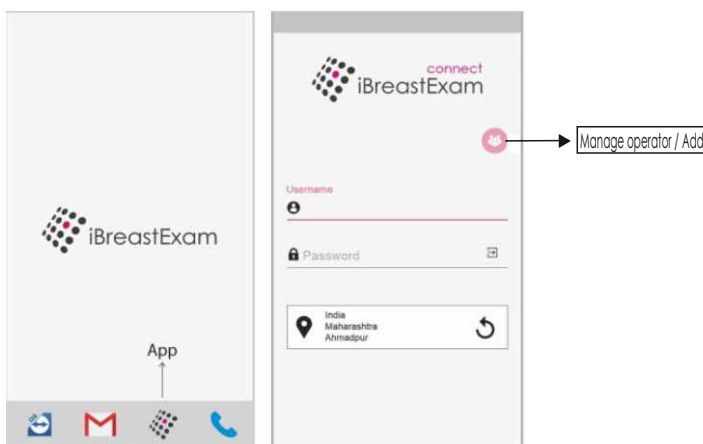 iBreastExam
App
connect
iBreastExam
Manage operator / Add
Username
Password
India
Maharashtra
Ahmadpur